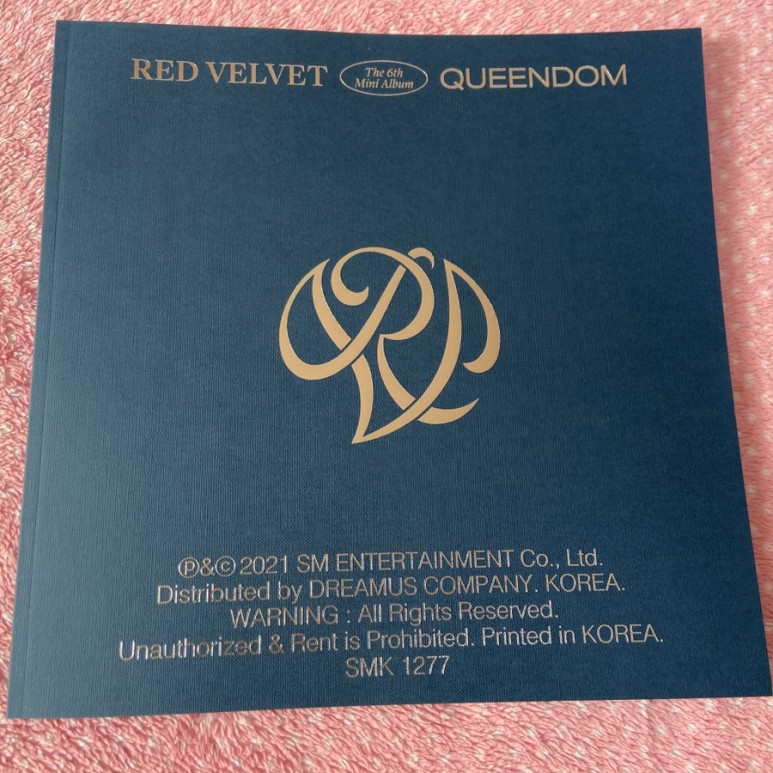 RED VELVET The 6th Mini Album QUEENDOM
℗&© 2021 SM ENTERTAINMENT Co., Ltd.
Distributed by DREAMUS COMPANY. KOREA.
WARNING : All Rights Reserved.
Unauthorized & Rent is Prohibited. Printed in KOREA.
SMK 1277